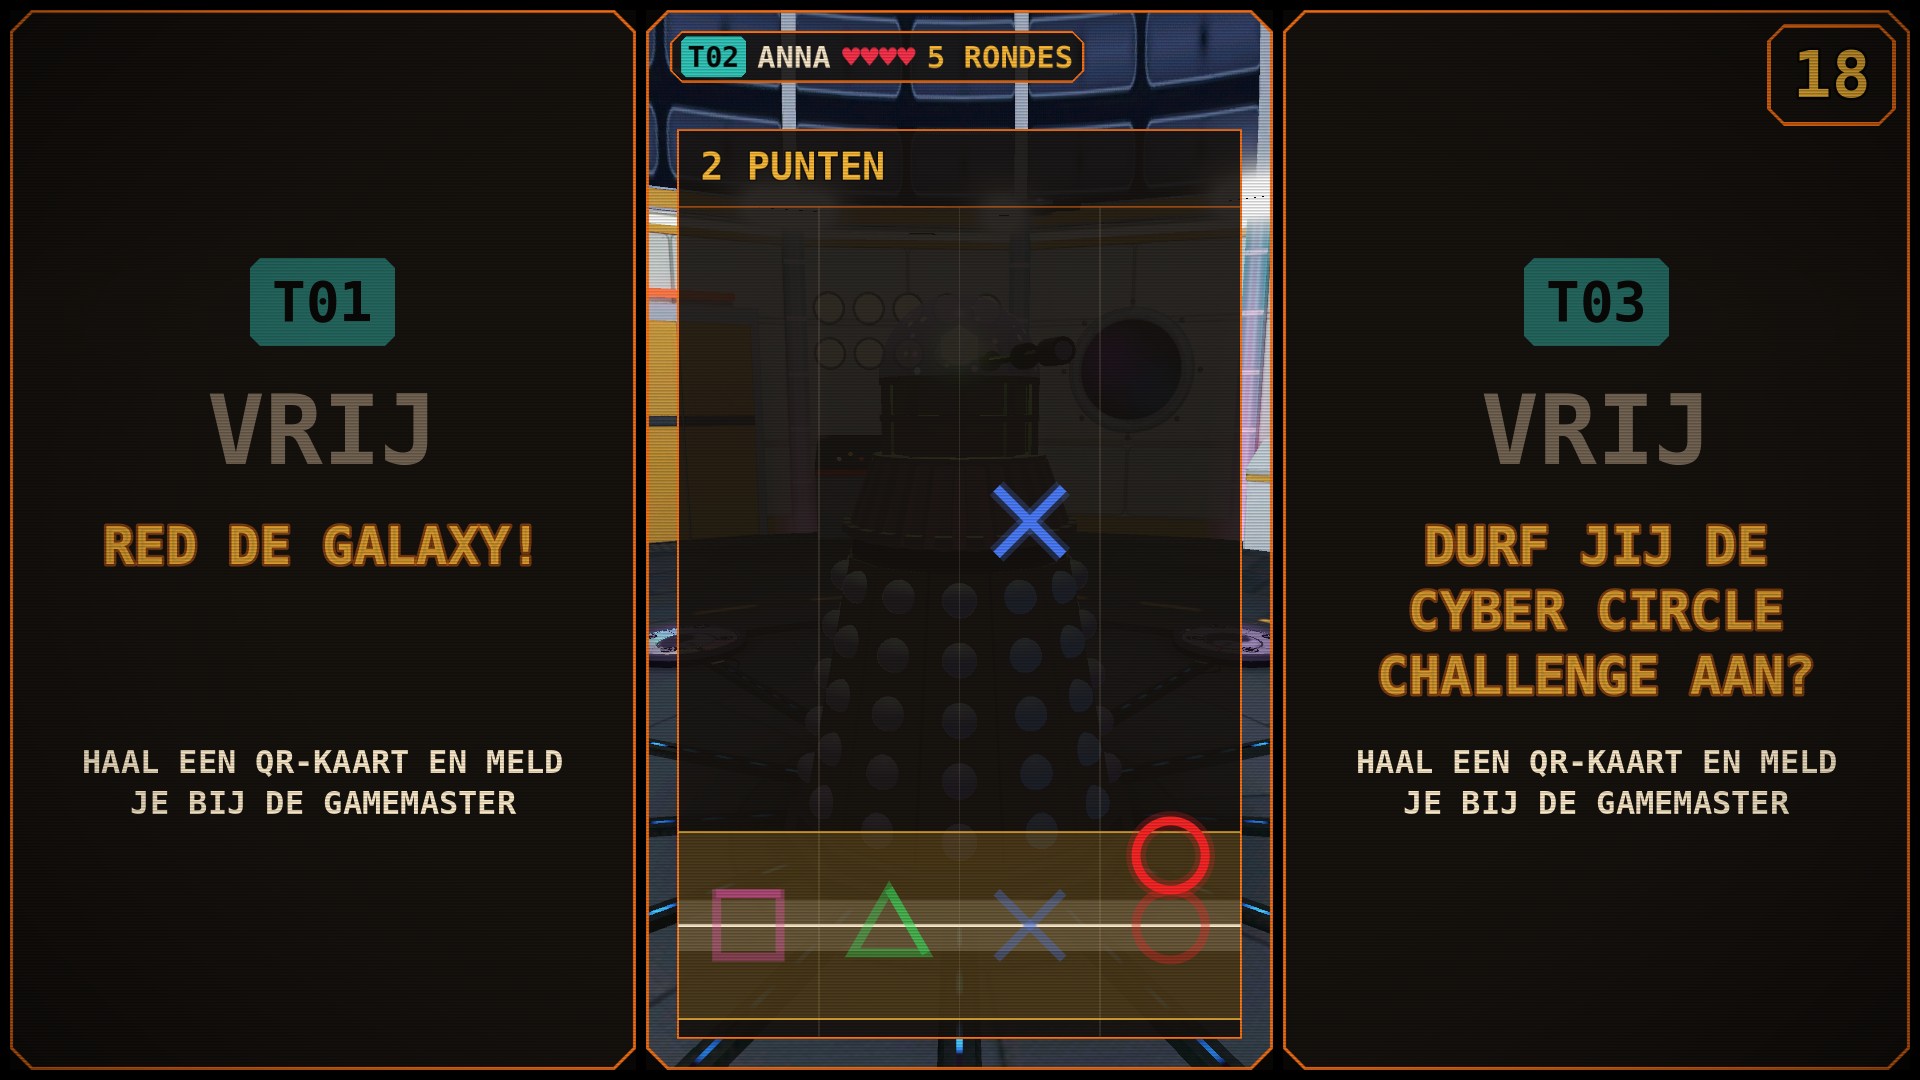 T01
VRIJ
RED DE GALAXY!
HAAL EEN QR-KAART EN MELD
JE BIJ DE GAMEMASTER
T02 ANNA ♥♥♥♥ 5 RONDES
2 PUNTEN
18
T03
VRIJ
DURF JIJ DE
CYBER CIRCLE
CHALLENGE AAN?
HAAL EEN QR-KAART EN MELD
JE BIJ DE GAMEMASTER